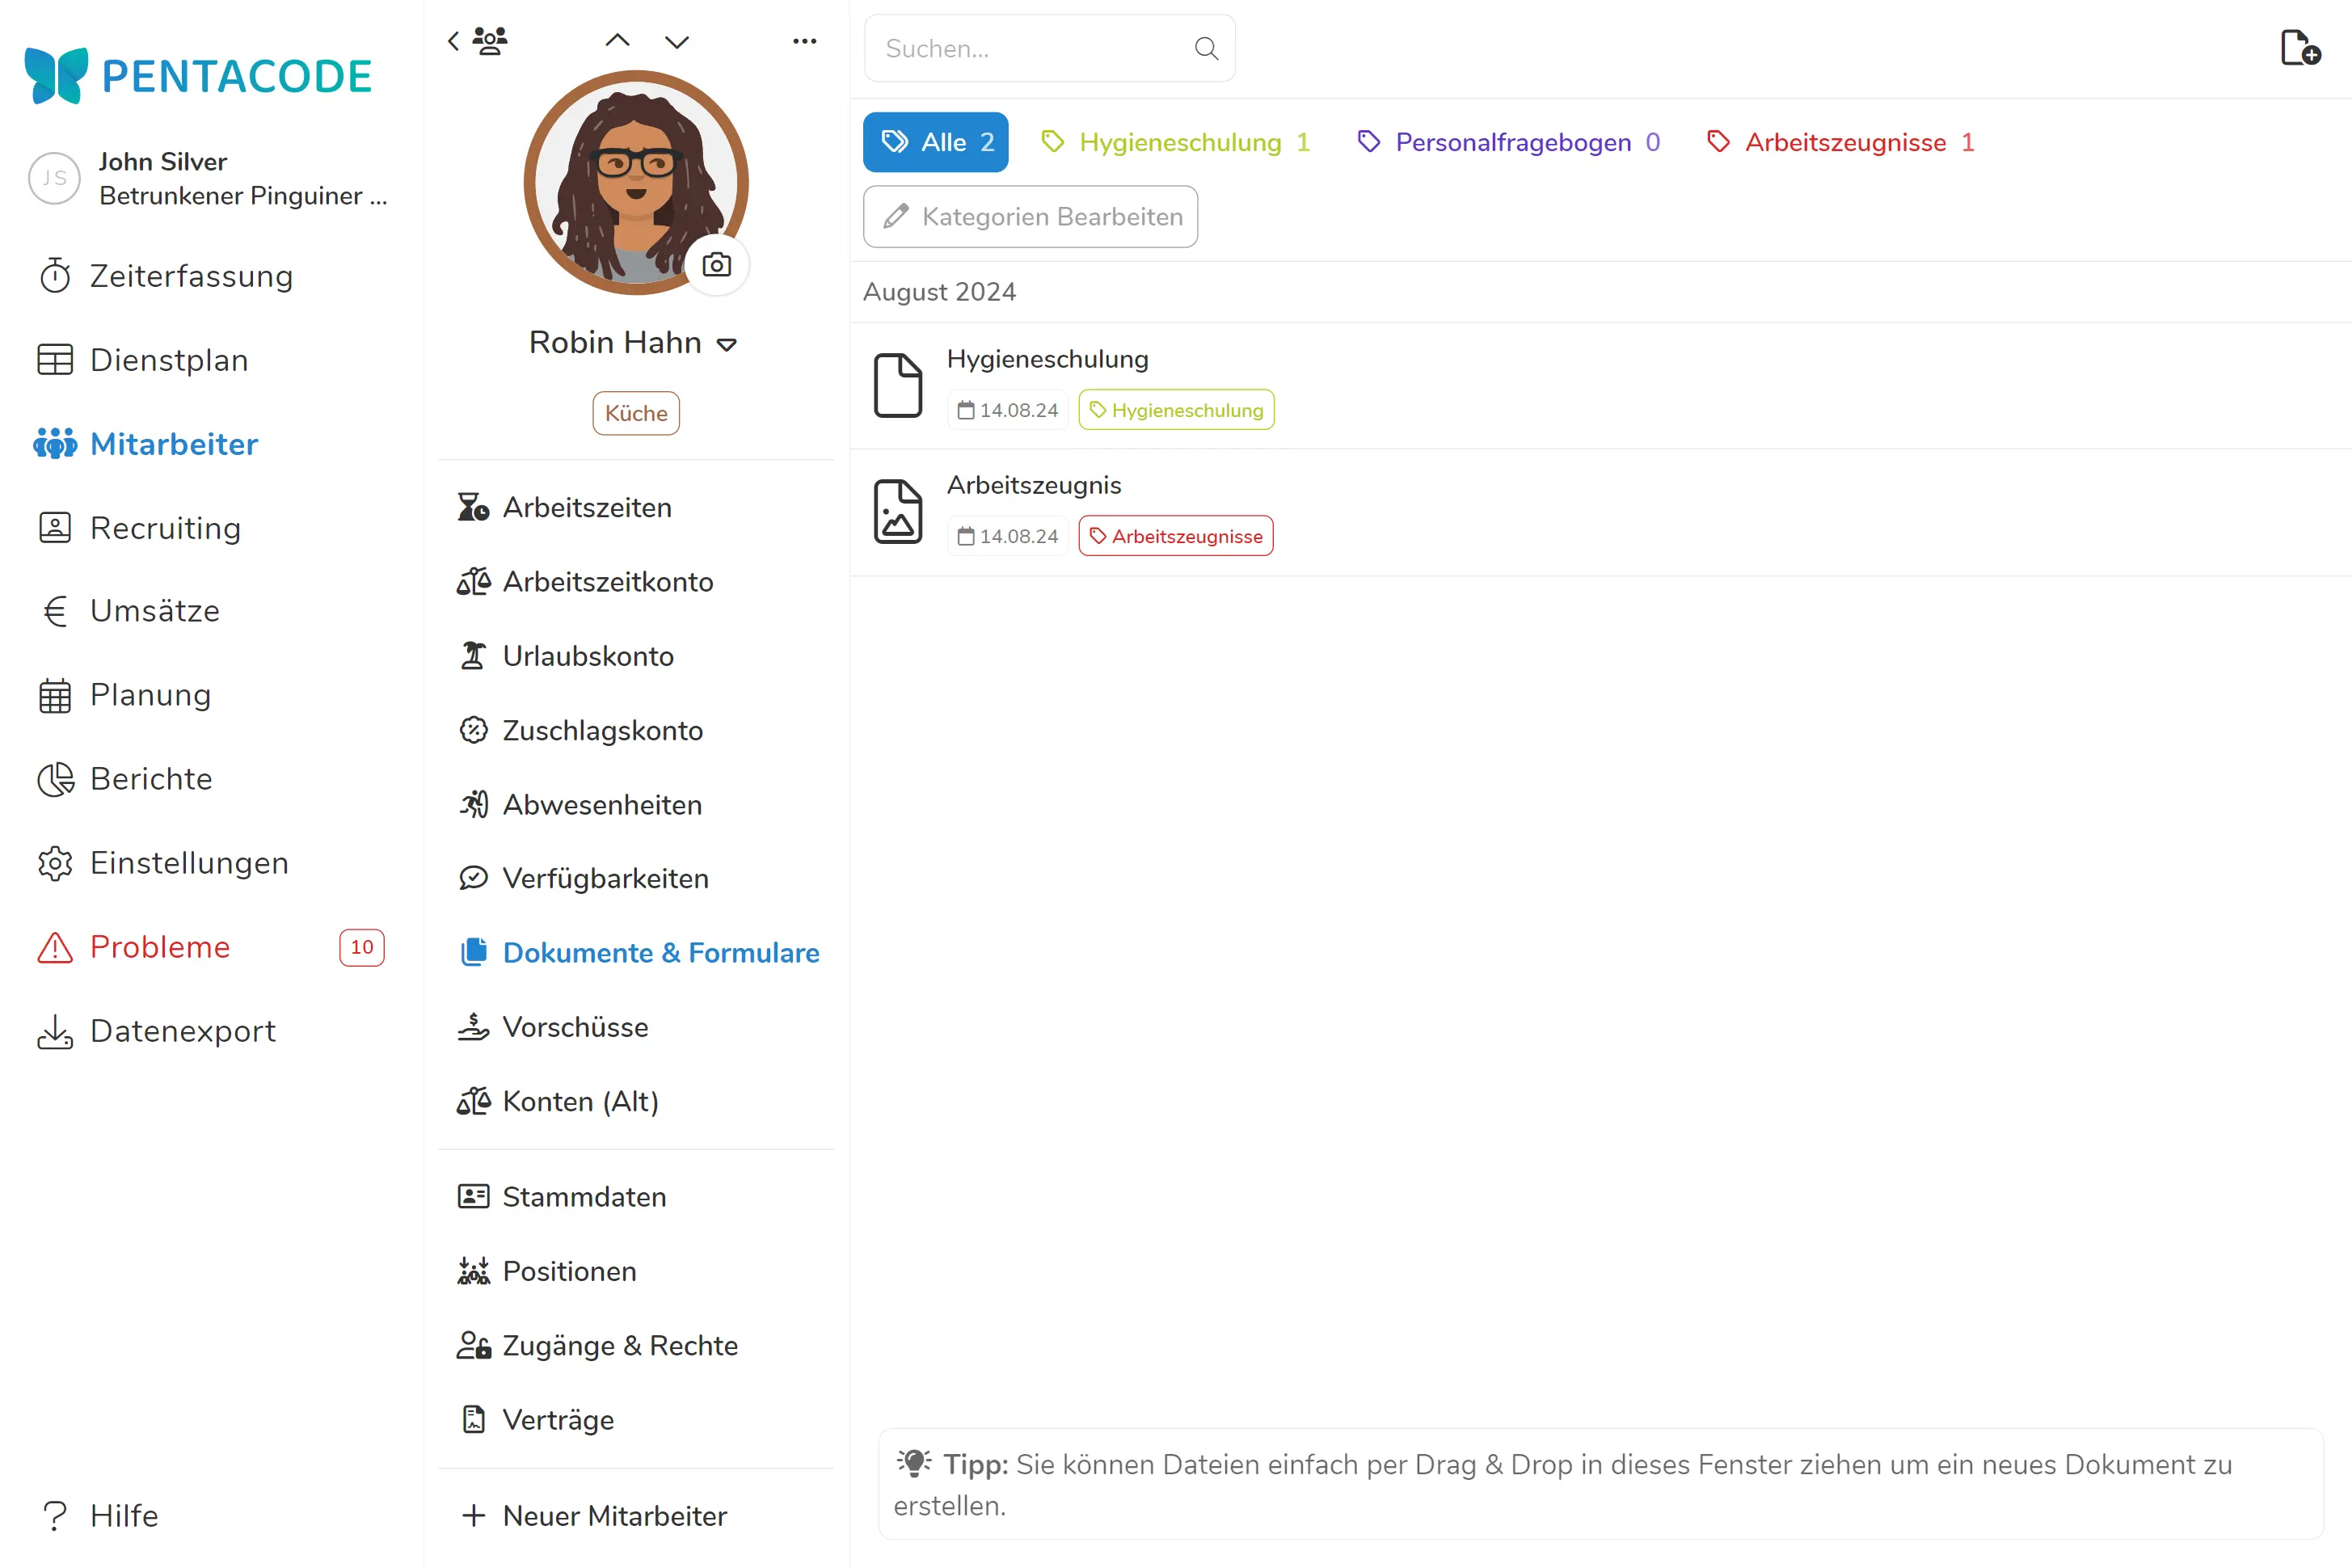 PENTACODE
JS
John Silver
Betrunkener Pinguiner ...
Zeiterfassung
Dienstplan
Mitarbeiter
Recruiting
Umsätze
Planung
Berichte
Einstellungen
Probleme 10
Datenexport
Hilfe
Robin Hahn
Küche
Arbeitszeiten
Arbeitszeitkonto
Urlaubskonto
Zuschlagskonto
Abwesenheiten
Verfügbarkeiten
Dokumente & Formulare
Vorschüsse
Konten (Alt)
Stammdaten
Positionen
Zugänge & Rechte
Verträge
Neuer Mitarbeiter
Suchen...
Alle 2 Hygieneschulung 1 Personalfragebogen 0 Arbeitszeugnisse 1
Kategorien Bearbeiten
August 2024
Hygieneschulung
14.08.24 Hygieneschulung
Arbeitszeugnis
14.08.24 Arbeitszeugnisse
Tipp: Sie können Dateien einfach per Drag & Drop in dieses Fenster ziehen um ein neues Dokument zu
erstellen.